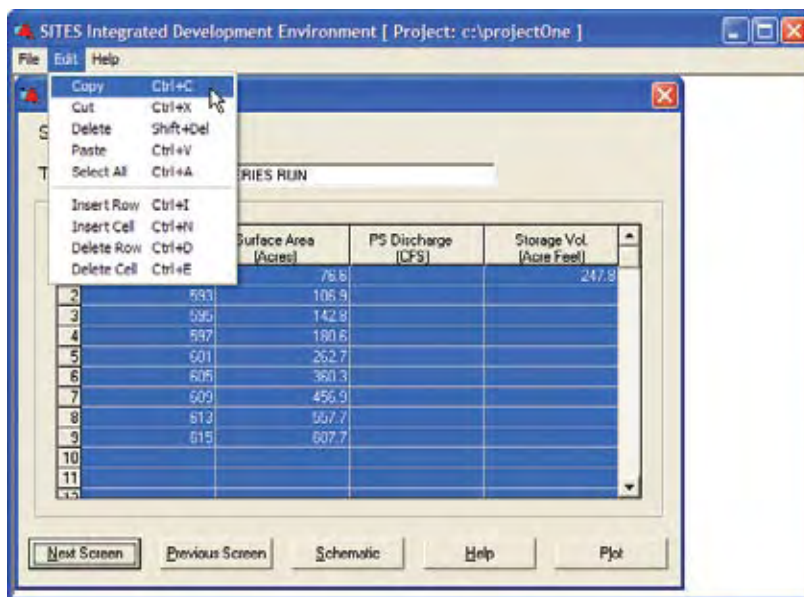 SITES Integrated Development Environment [ Project: c:\projectOne ]
File Edit Help
Copy Ctrl+C
Cut Ctrl+X
Delete Shift+Del
Paste Ctrl+V
Select All Ctrl+A
Insert Row Ctrl+I
Insert Cell Ctrl+N
Delete Row Ctrl+D
Delete Cell Ctrl+E
S
T
RIES RUN
Surface Area (Acres) PS Discharge (CFS) Storage Vol. (Acre Feet)
76.6 247.8
2 593 106.9
3 595 142.8
4 597 180.6
5 601 262.7
6 605 360.3
7 609 456.9
8 613 557.7
9 615 607.7
10
11
12
Next Screen Previous Screen Schematic Help Plot